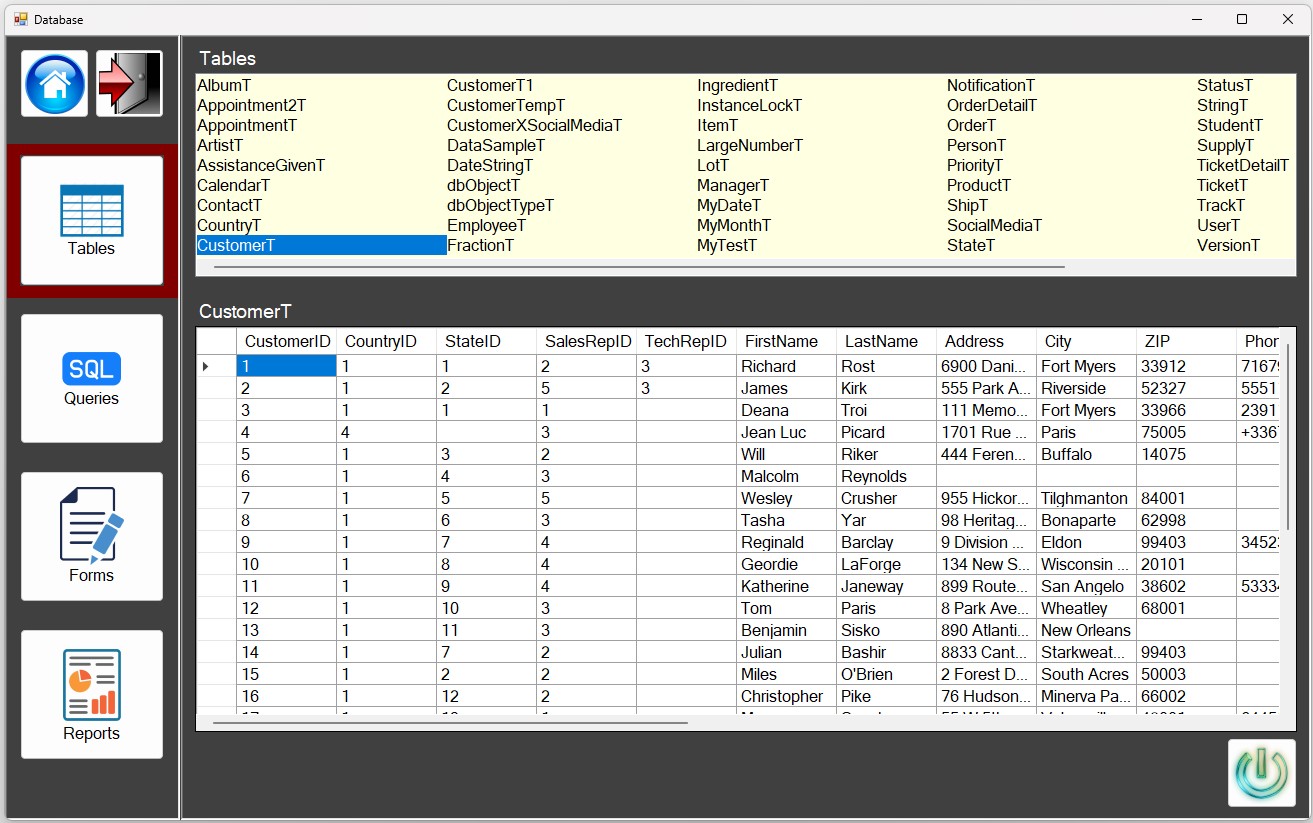 Database
Tables
AlbumT CustomerT1 IngredientT NotificationT StatusT
Appointment2T CustomerTempT InstanceLockT OrderDetailT StringT
AppointmentT CustomerXSocialMediaT ItemT OrderT StudentT
ArtistT DataSampleT LargeNumberT PersonT SupplyT
AssistanceGivenT DateStringT LotT PriorityT TicketDetailT
CalendarT dbObjectT ManagerT ProductT TicketT
ContactT dbObjectTypeT MyDateT ShipT TrackT
CountryT EmployeeT MyMonthT SocialMediaT UserT
CustomerT FractionT MyTestT StateT VersionT
Tables
SQL
Queries
Forms
Reports
CustomerT
CustomerID CountryID StateID SalesRepID TechRepID FirstName LastName Address City ZIP Phor
1 1 1 2 3 Richard Rost 6900 Dani... Fort Myers 33912 7167
2 1 2 5 3 James Kirk 555 Park A... Riverside 52327 5551
3 1 1 1 Deana Troi 111 Memo... Fort Myers 33966 2391
4 4 3 Jean Luc Picard 1701 Rue ... Paris 75005 +336
5 1 3 2 Will Riker 444 Feren... Buffalo 14075
6 1 4 3 Malcolm Reynolds
7 1 5 5 Wesley Crusher 955 Hickor... Tilghmanton 84001
8 1 6 3 Tasha Yar 98 Heritag... Bonaparte 62998
9 1 7 4 Reginald Barclay 9 Division ... Eldon 99403 3452
10 1 8 4 Geordie LaForge 134 New S... Wisconsin ... 20101
11 1 9 4 Katherine Janeway 899 Route... San Angelo 38602 5333
12 1 10 3 Tom Paris 8 Park Ave... Wheatley 68001
13 1 11 3 Benjamin Sisko 890 Atlanti... New Orleans
14 1 7 2 Julian Bashir 8833 Cant... Starkweat... 99403
15 1 2 2 Miles O'Brien 2 Forest D... South Acres 50003
16 1 12 2 Christopher Pike 76 Hudson... Minerva Pa... 66002